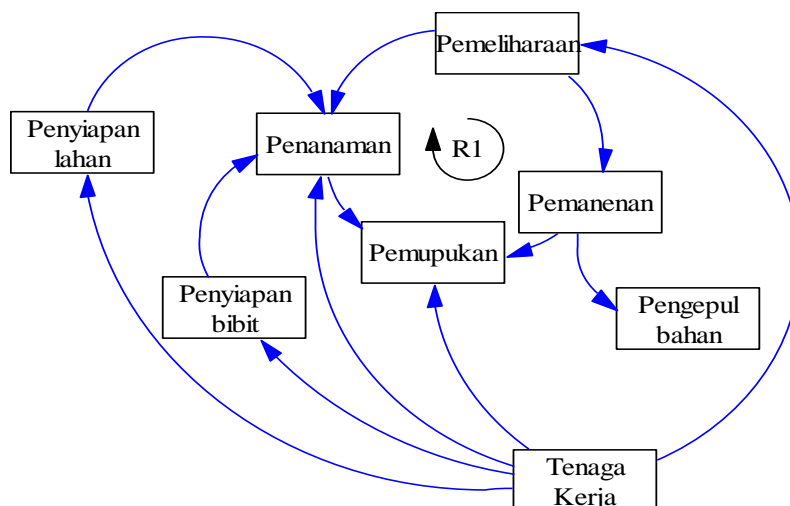 Pemeliharaan
Penyiapan
lahan
Penanaman
R1
Pemanenan
Pemupukan
Penyiapan
bibit
Pengepul
bahan
Tenaga
Kerja